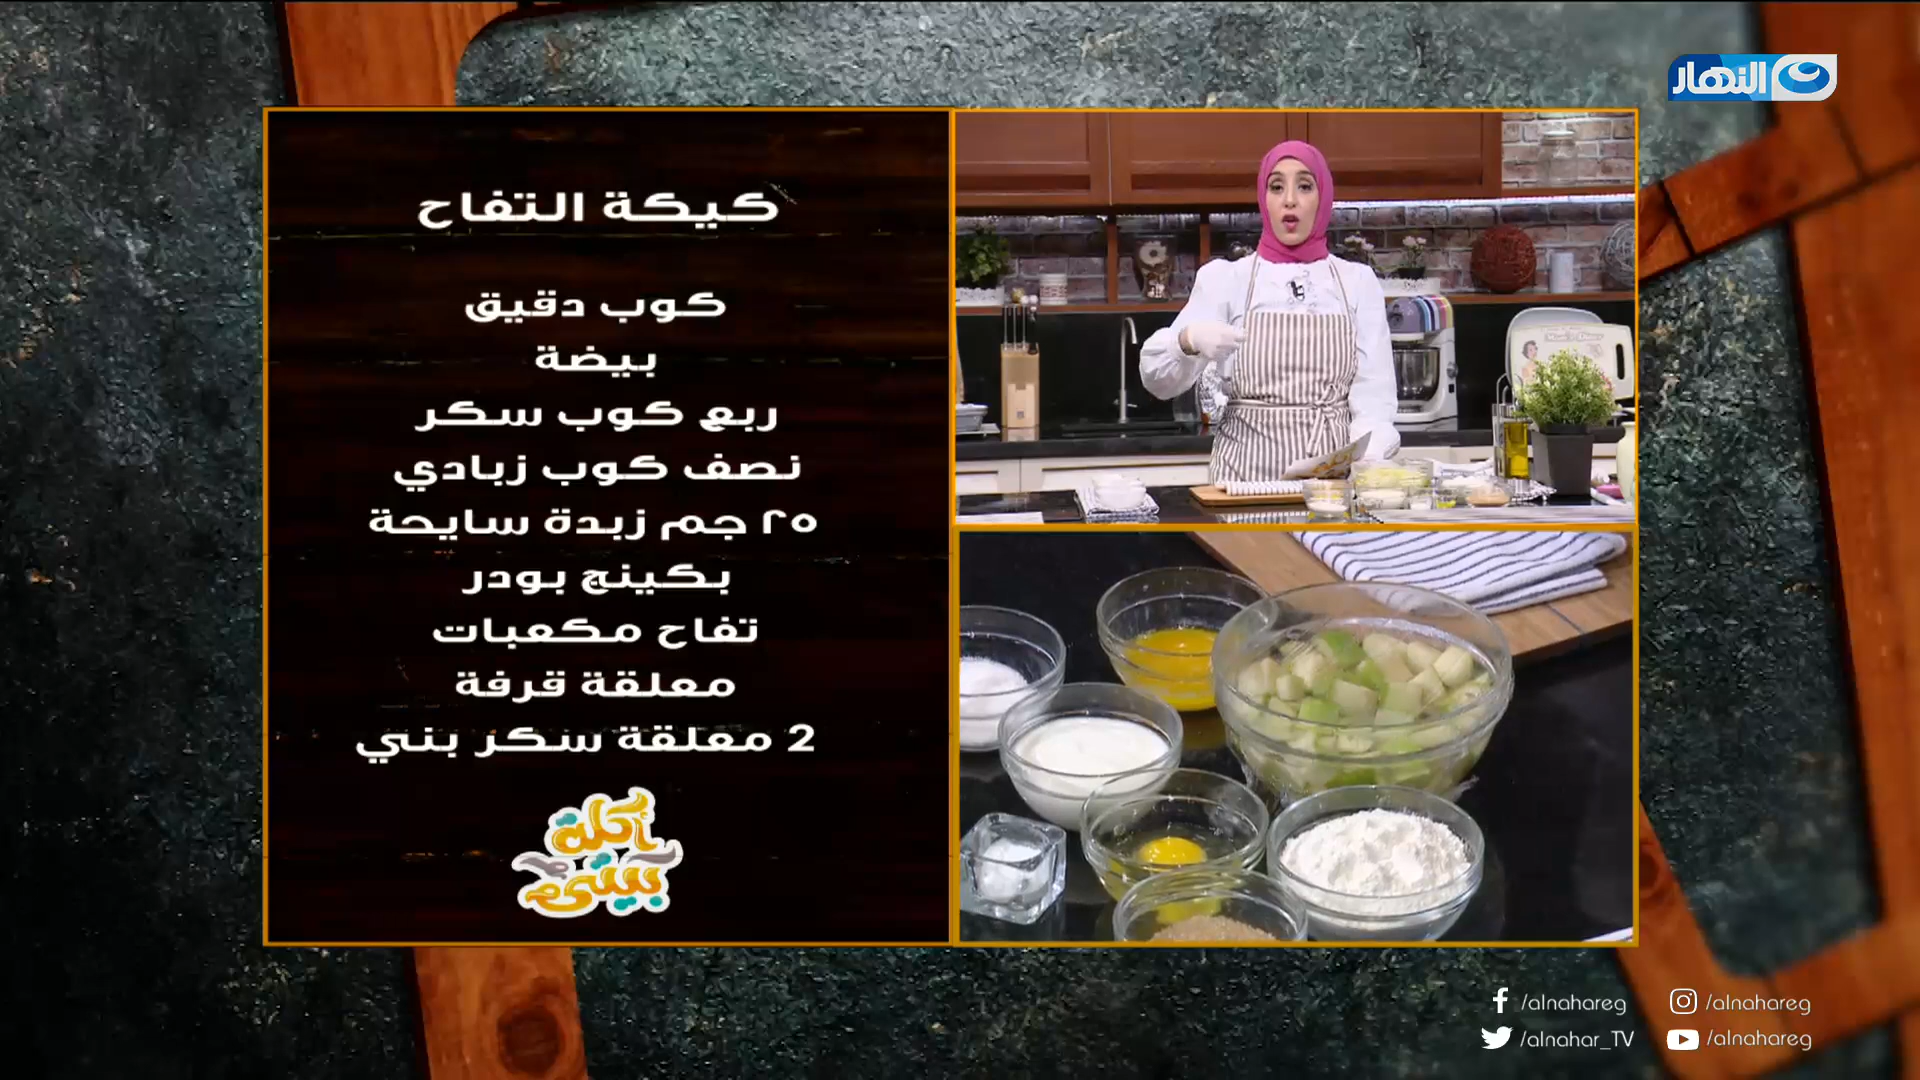 النهار
كيكة التفاح
كوب دقيق
بيضة
ربع كوب سكر
نصف كوب زبادي
٢٥ جم زبدة سايحة
بكينج بودر
تفاح مكعبات
معلقة قرفة
2 معلقة سكر بني
أكلة
بيتي
/alnahareg
/alnahareg
/alnahar_TV
/alnahareg